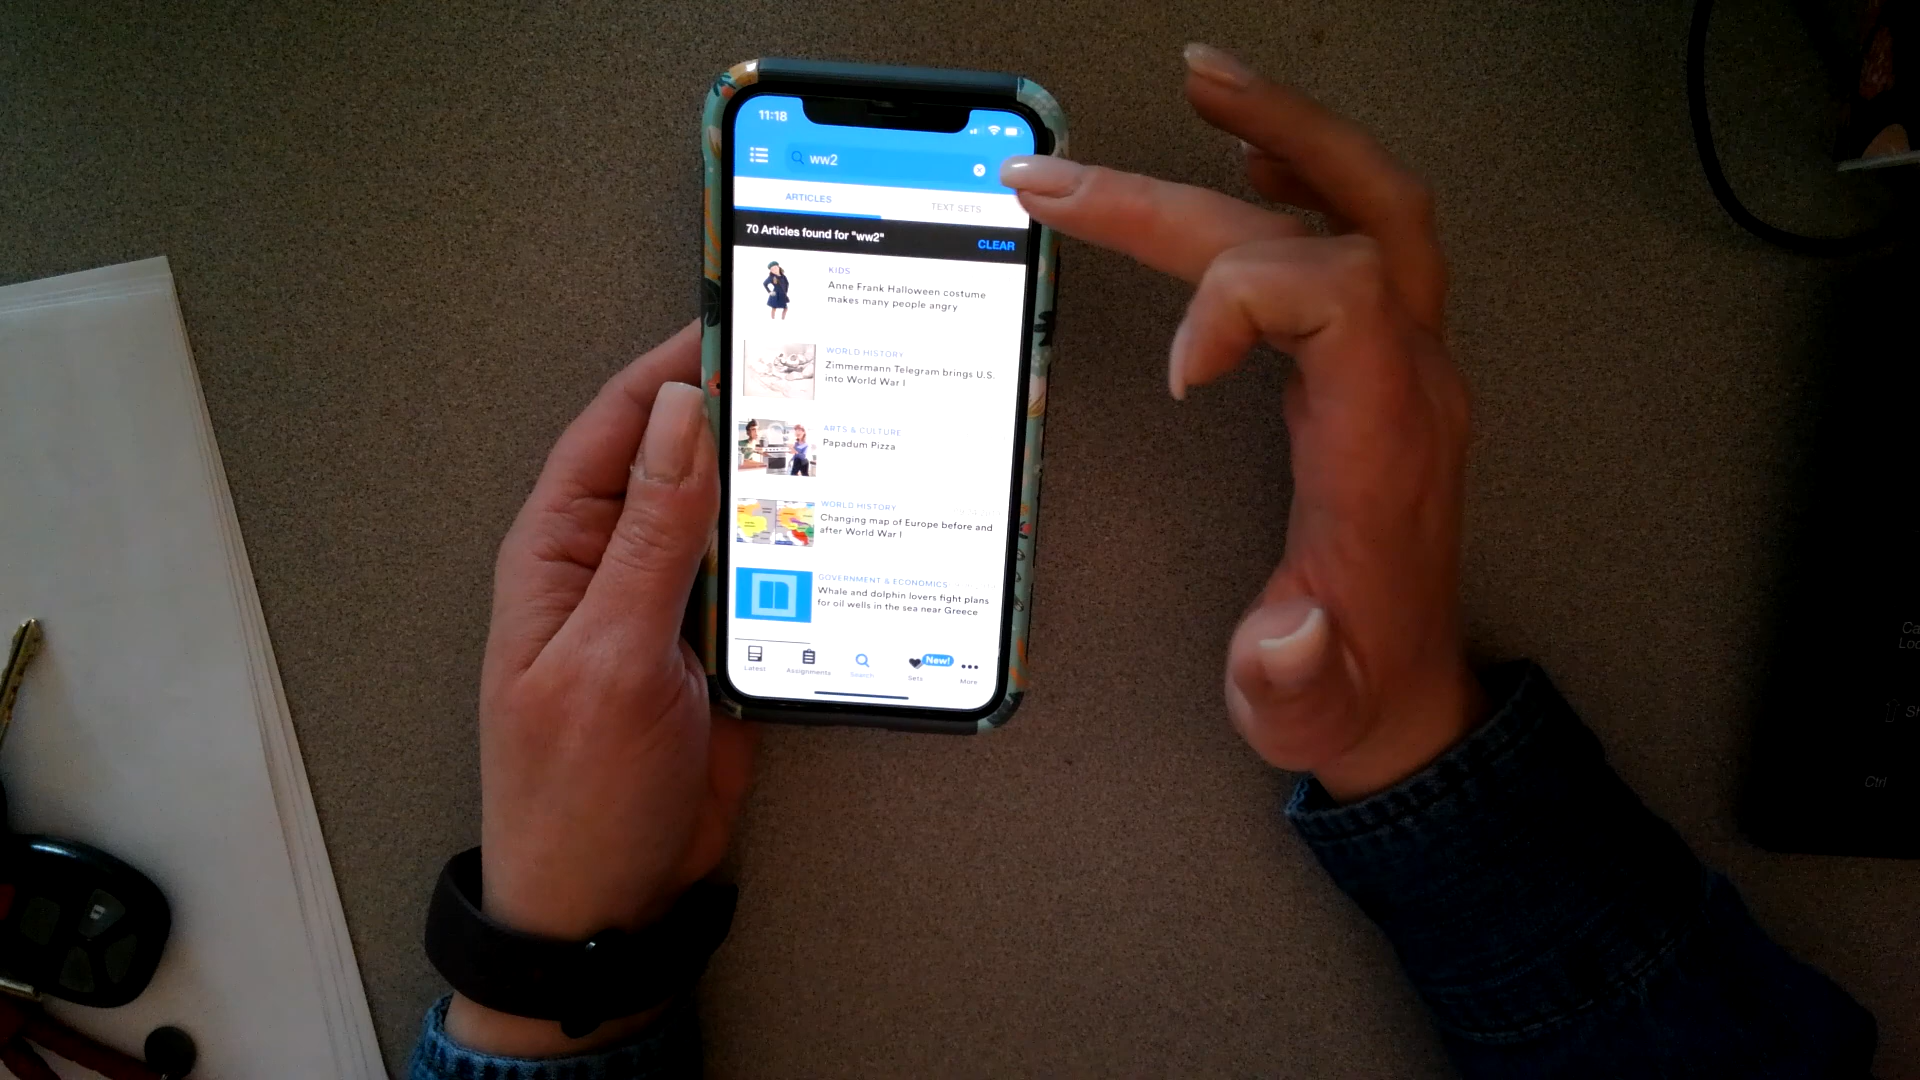 11:18
ww2
ARTICLES
TEXT SETS
70 Articles found for "ww2"
CLEAR
KIDS
Anne Frank Halloween costume
makes many people angry
WORLD HISTORY
Zimmermann Telegram brings U.S.
into World War I
ARTS & CULTURE
Papadum Pizza
WORLD HISTORY
Changing map of Europe before and
after World War I
GOVERNMENT & ECONOMICS
Whale and dolphin lovers fight plans
for oil wells in the sea near Greece
Latest
Assignments
Search
Sets
New!
More
Ctrl